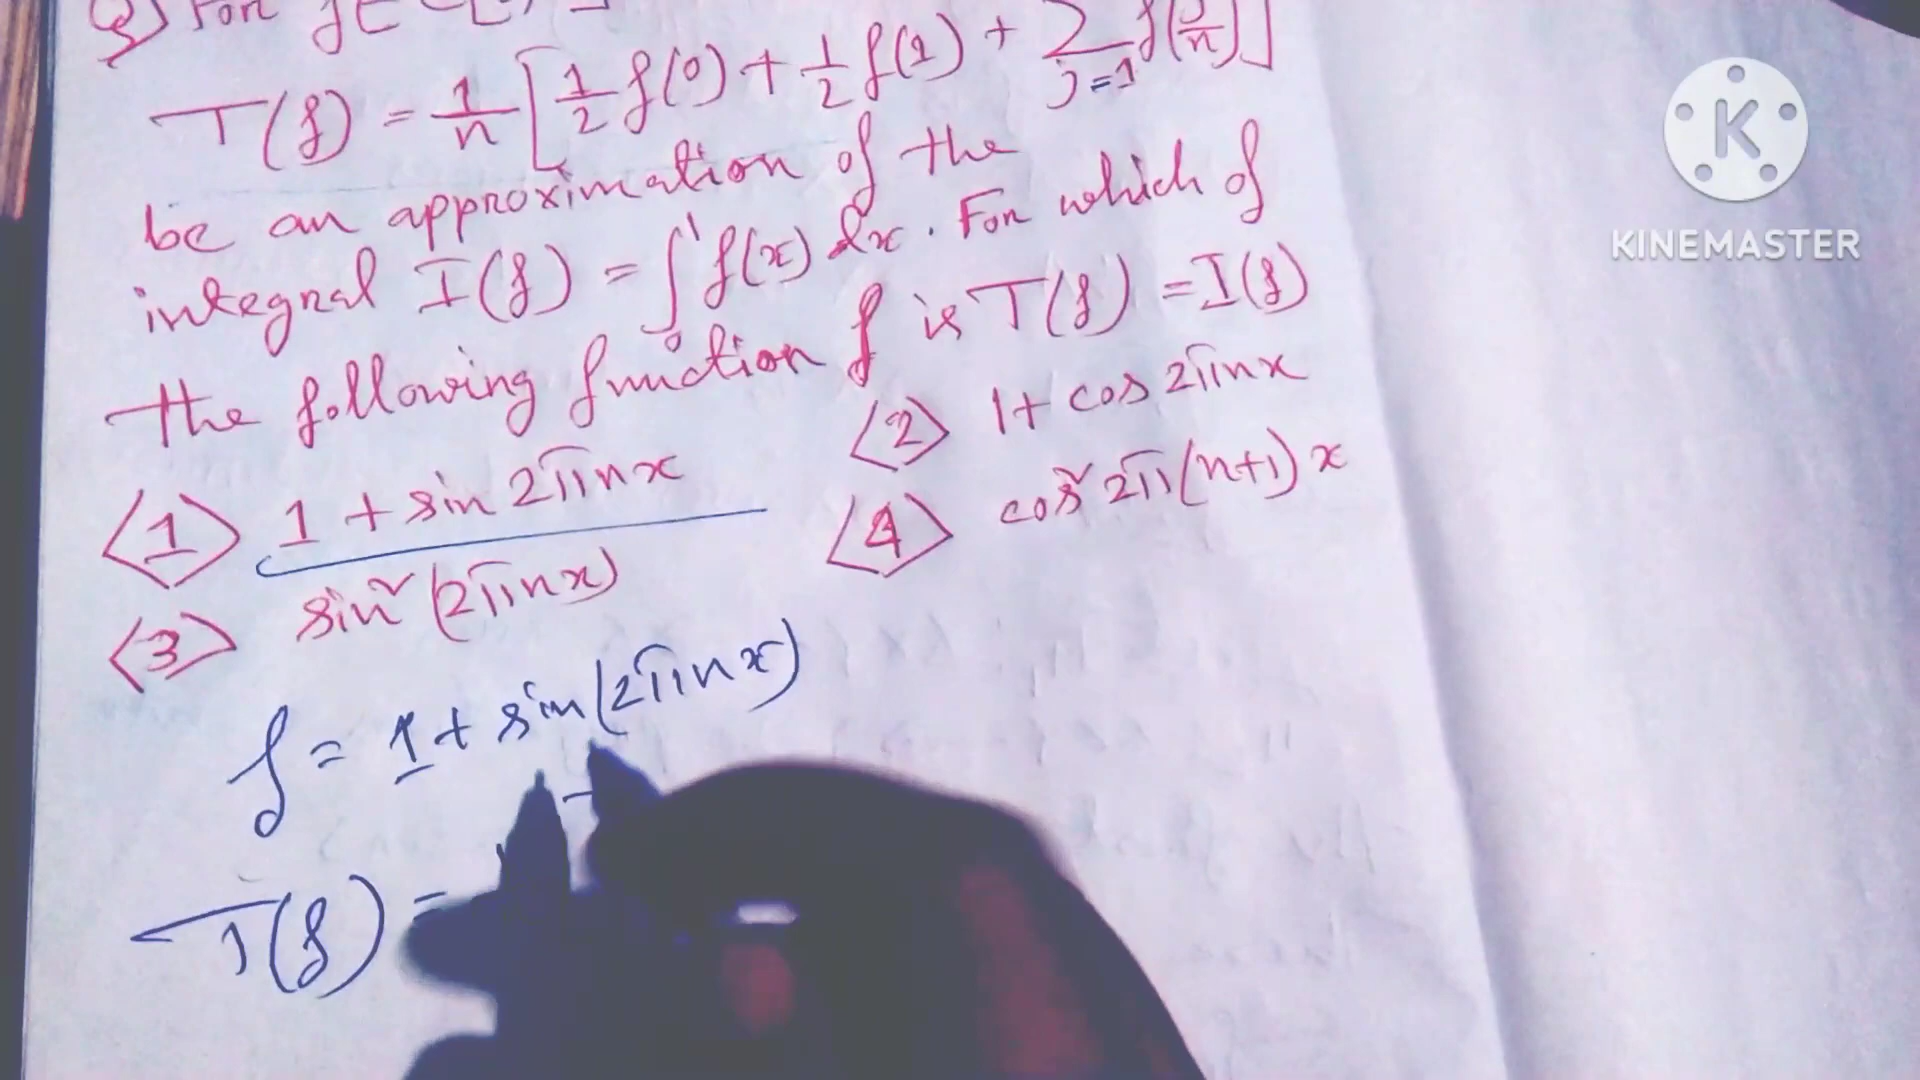 Q) For f ∈
T(f) = 1/n [ 1/2 f(0) + 1/2 f(1) + ∑ j=1 f(j/n) ]
be an approximation of the
integral I(f) = ∫₀¹ f(x) dx. For which of
the following function f is T(f) = I(f)
<1> 1 + sin 2πnx <2> 1 + cos 2πnx
<3> sin² (2πnx) <4> cos² 2π(n+1) x
f = 1 + sin(2πnx)
T(f) =
KINEMASTER